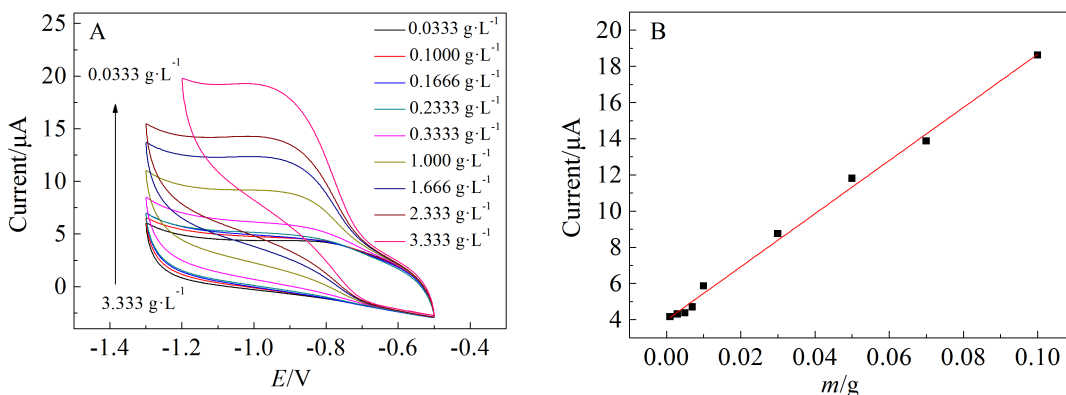 A
25
20
15
10
5
0
Current/μA
-1.4
-1.2
-1.0
-0.8
-0.6
-0.4
E/V
0.0333 g·L⁻¹
3.333 g·L⁻¹
0.0333 g·L⁻¹
0.1000 g·L⁻¹
0.1666 g·L⁻¹
0.2333 g·L⁻¹
0.3333 g·L⁻¹
1.000 g·L⁻¹
1.666 g·L⁻¹
2.333 g·L⁻¹
3.333 g·L⁻¹
B
20
18
16
14
12
10
8
6
4
Current/μA
0.00
0.02
0.04
0.06
0.08
0.10
m/g